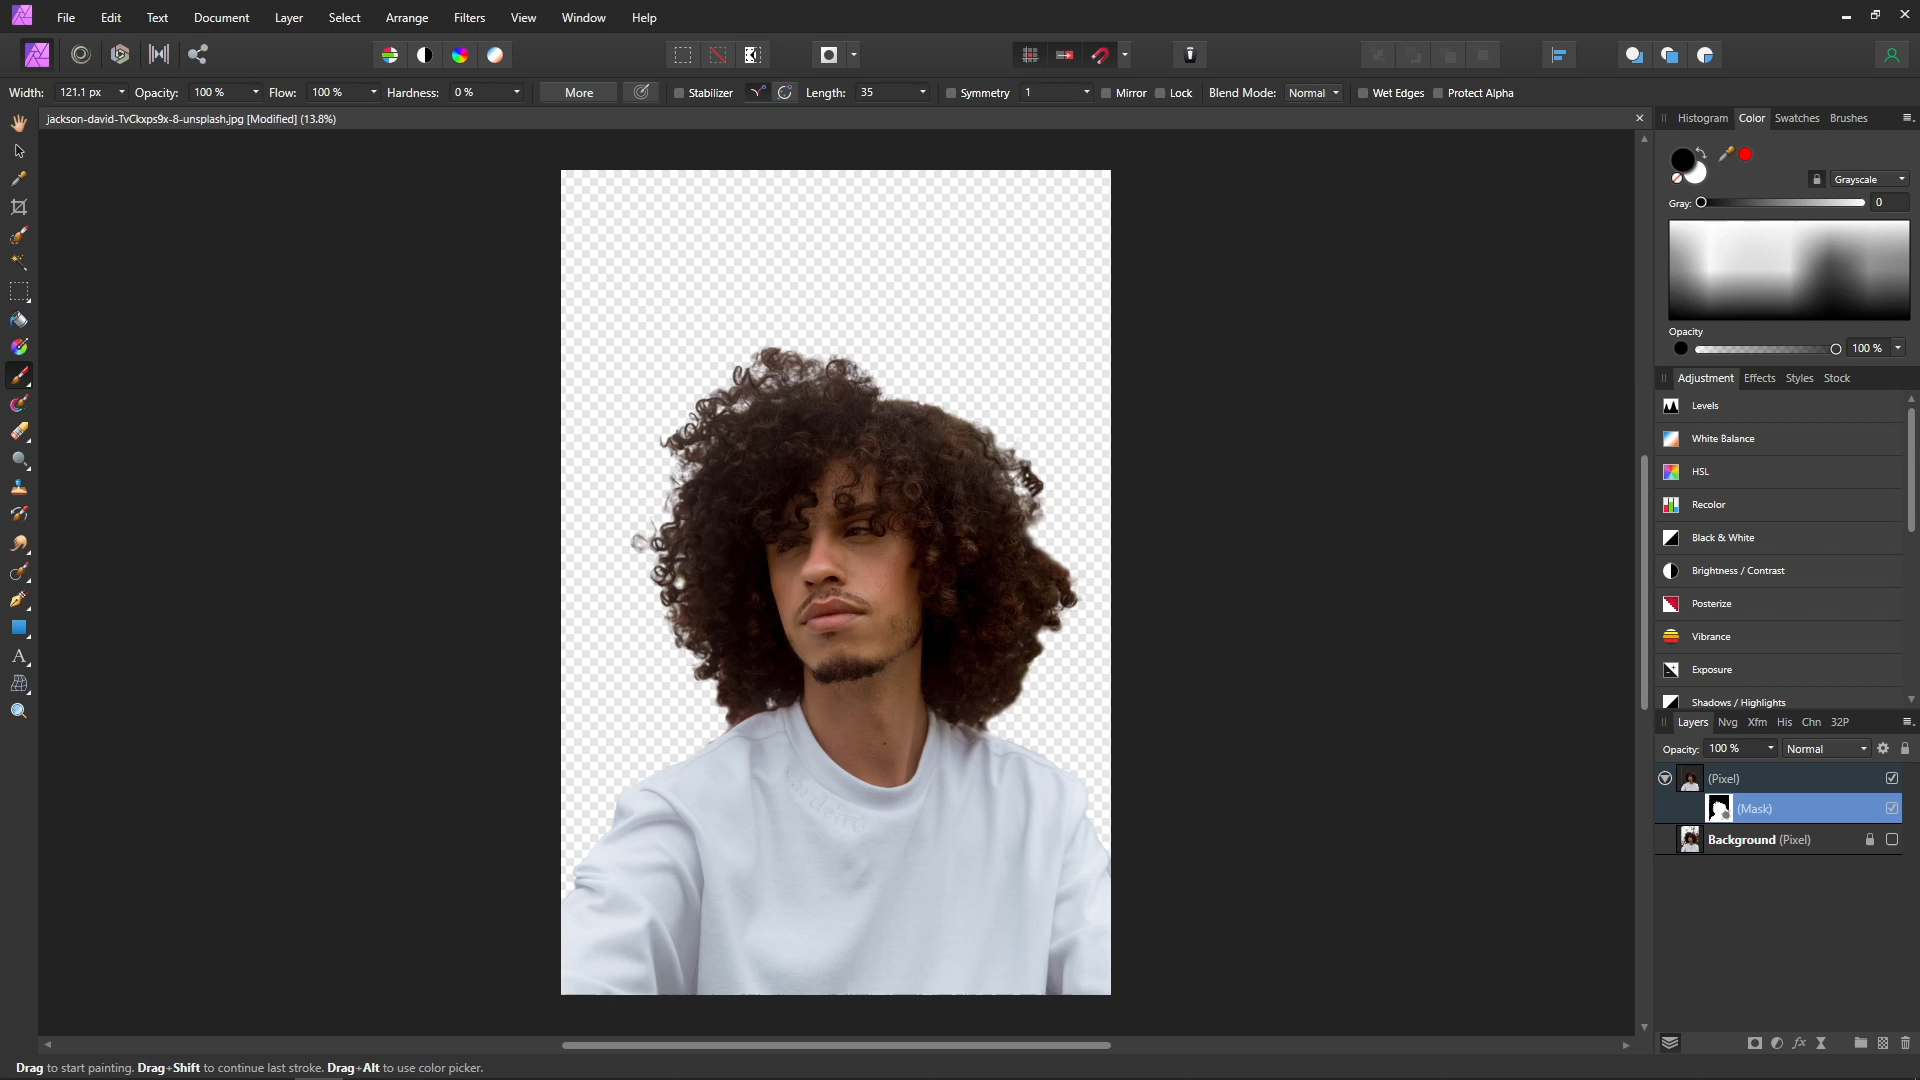 File Edit Text Document Layer Select Arrange Filters View Window Help
Width: 121.1 px Opacity: 100 % Flow: 100 % Hardness: 0 % More Stabilizer Length: 35 Symmetry 1 Mirror Lock Blend Mode: Normal Wet Edges Protect Alpha
jackson-david-TvCkxps9x-8-unsplash.jpg [Modified] (13.8%)
Histogram Color Swatches Brushes
Grayscale
Gray: 0
Opacity
100 %
Adjustment Effects Styles Stock
Levels
White Balance
HSL
Recolor
Black & White
Brightness / Contrast
Posterize
Vibrance
Exposure
Shadows / Highlights
Layers Nvg Xfm His Chn 32P
Opacity: 100 % Normal
(Pixel)
(Mask)
Background (Pixel)
fx
Drag to start painting. Drag+Shift to continue last stroke. Drag+Alt to use color picker.